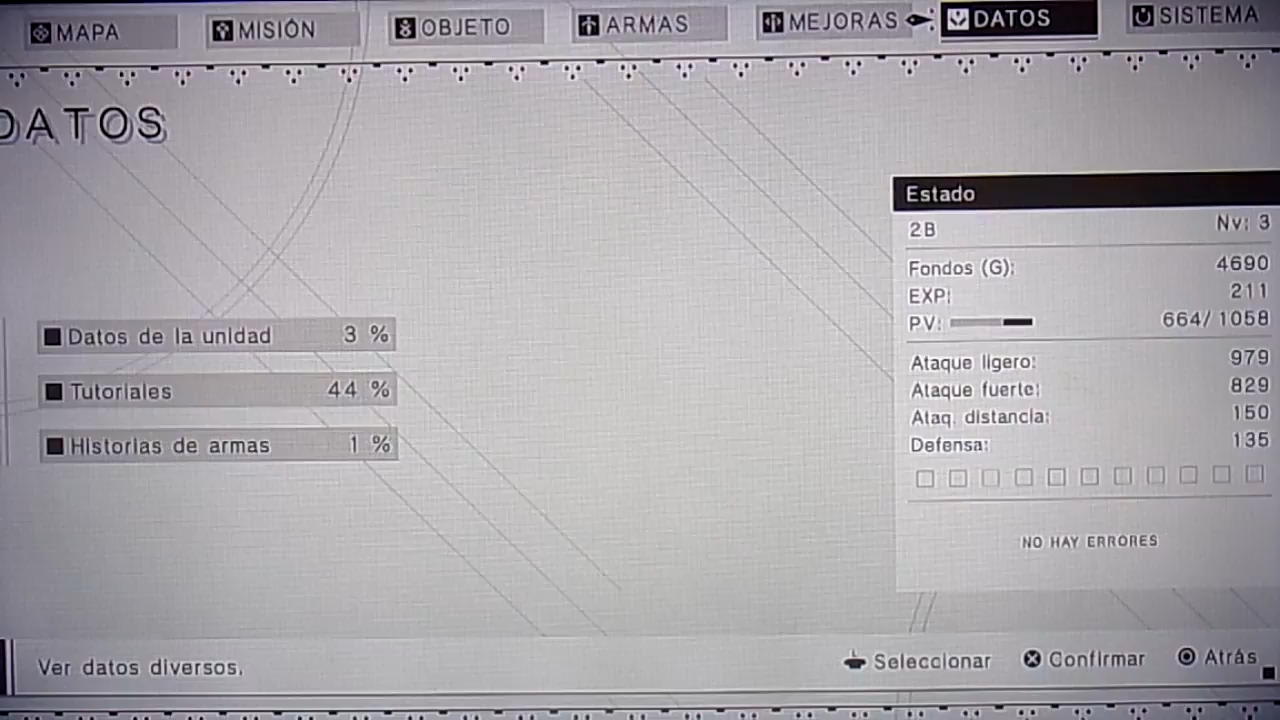 MAPA
MISIÓN
OBJETO
ARMAS
MEJORAS
DATOS
SISTEMA
DATOS
Datos de la unidad 3 %
Tutoriales 44 %
Historias de armas 1 %
Estado
2B Nv: 3
Fondos (G): 4690
EXP: 211
PV: 664/ 1058
Ataque ligero: 979
Ataque fuerte: 829
Ataq. distancia: 150
Defensa: 135
NO HAY ERRORES
Ver datos diversos.
Seleccionar
Confirmar
Atrás